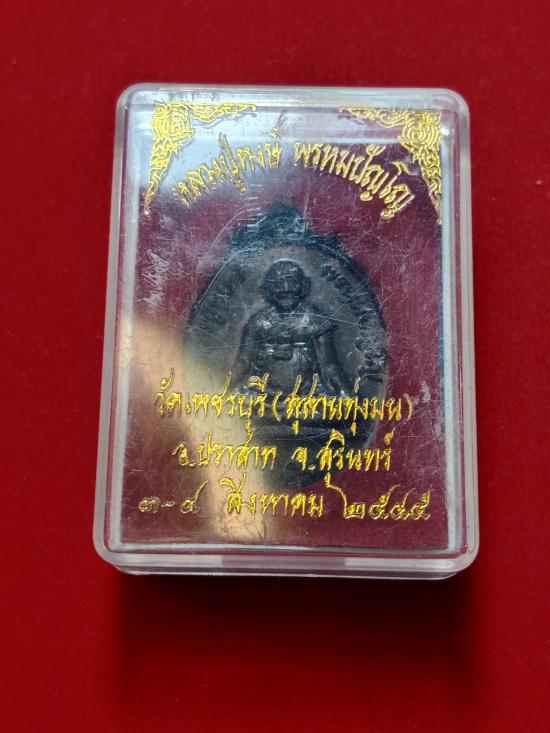 หลวงปู่หงษ์ พรหมปัญโญ
วัดเพชรบุรี (สุสานทุ่งมน)
อ.ปราสาท จ.สุรินทร์
๓-๔ สิงหาคม ๒๕๔๕